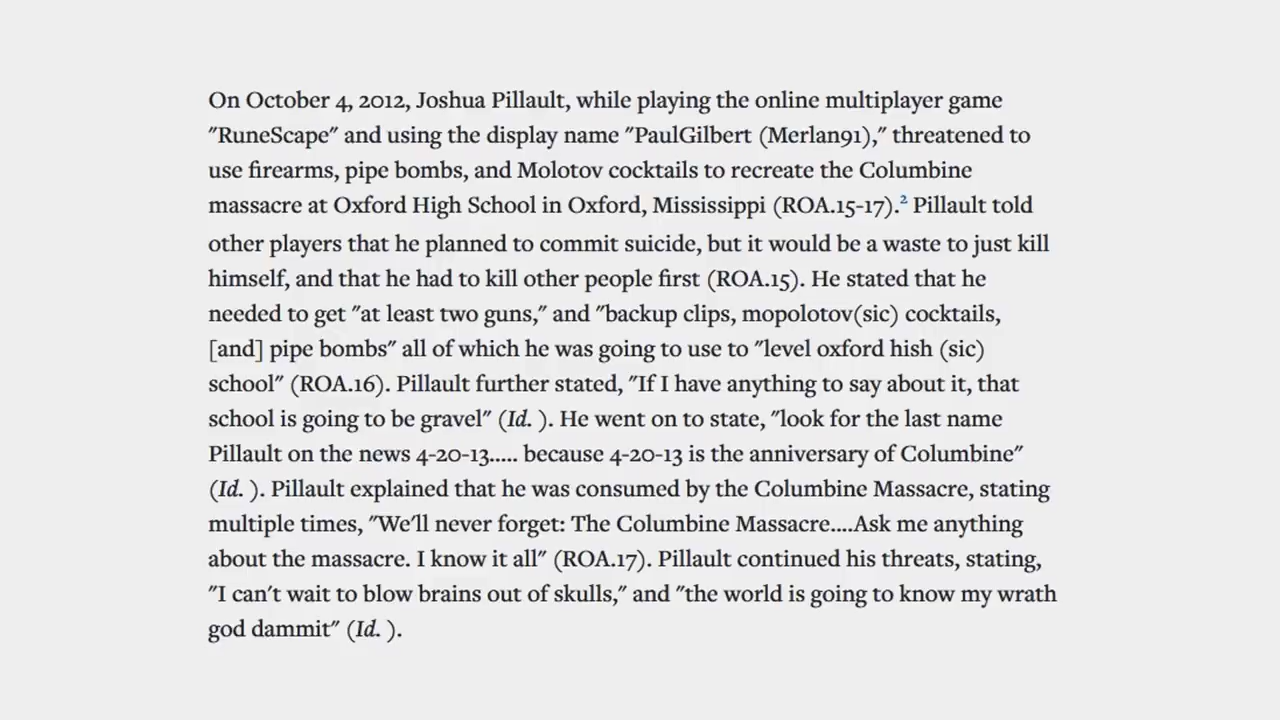 On October 4, 2012, Joshua Pillault, while playing the online multiplayer game
"RuneScape" and using the display name "PaulGilbert (Merlan91)," threatened to
use firearms, pipe bombs, and Molotov cocktails to recreate the Columbine
massacre at Oxford High School in Oxford, Mississippi (ROA.15-17).² Pillault told
other players that he planned to commit suicide, but it would be a waste to just kill
himself, and that he had to kill other people first (ROA.15). He stated that he
needed to get "at least two guns," and "backup clips, mopolotov(sic) cocktails,
[and] pipe bombs" all of which he was going to use to "level oxford hish (sic)
school" (ROA.16). Pillault further stated, "If I have anything to say about it, that
school is going to be gravel" (Id. ). He went on to state, "look for the last name
Pillault on the news 4-20-13..... because 4-20-13 is the anniversary of Columbine"
(Id. ). Pillault explained that he was consumed by the Columbine Massacre, stating
multiple times, "We'll never forget: The Columbine Massacre....Ask me anything
about the massacre. I know it all" (ROA.17). Pillault continued his threats, stating,
"I can't wait to blow brains out of skulls," and "the world is going to know my wrath
god dammit" (Id. ).